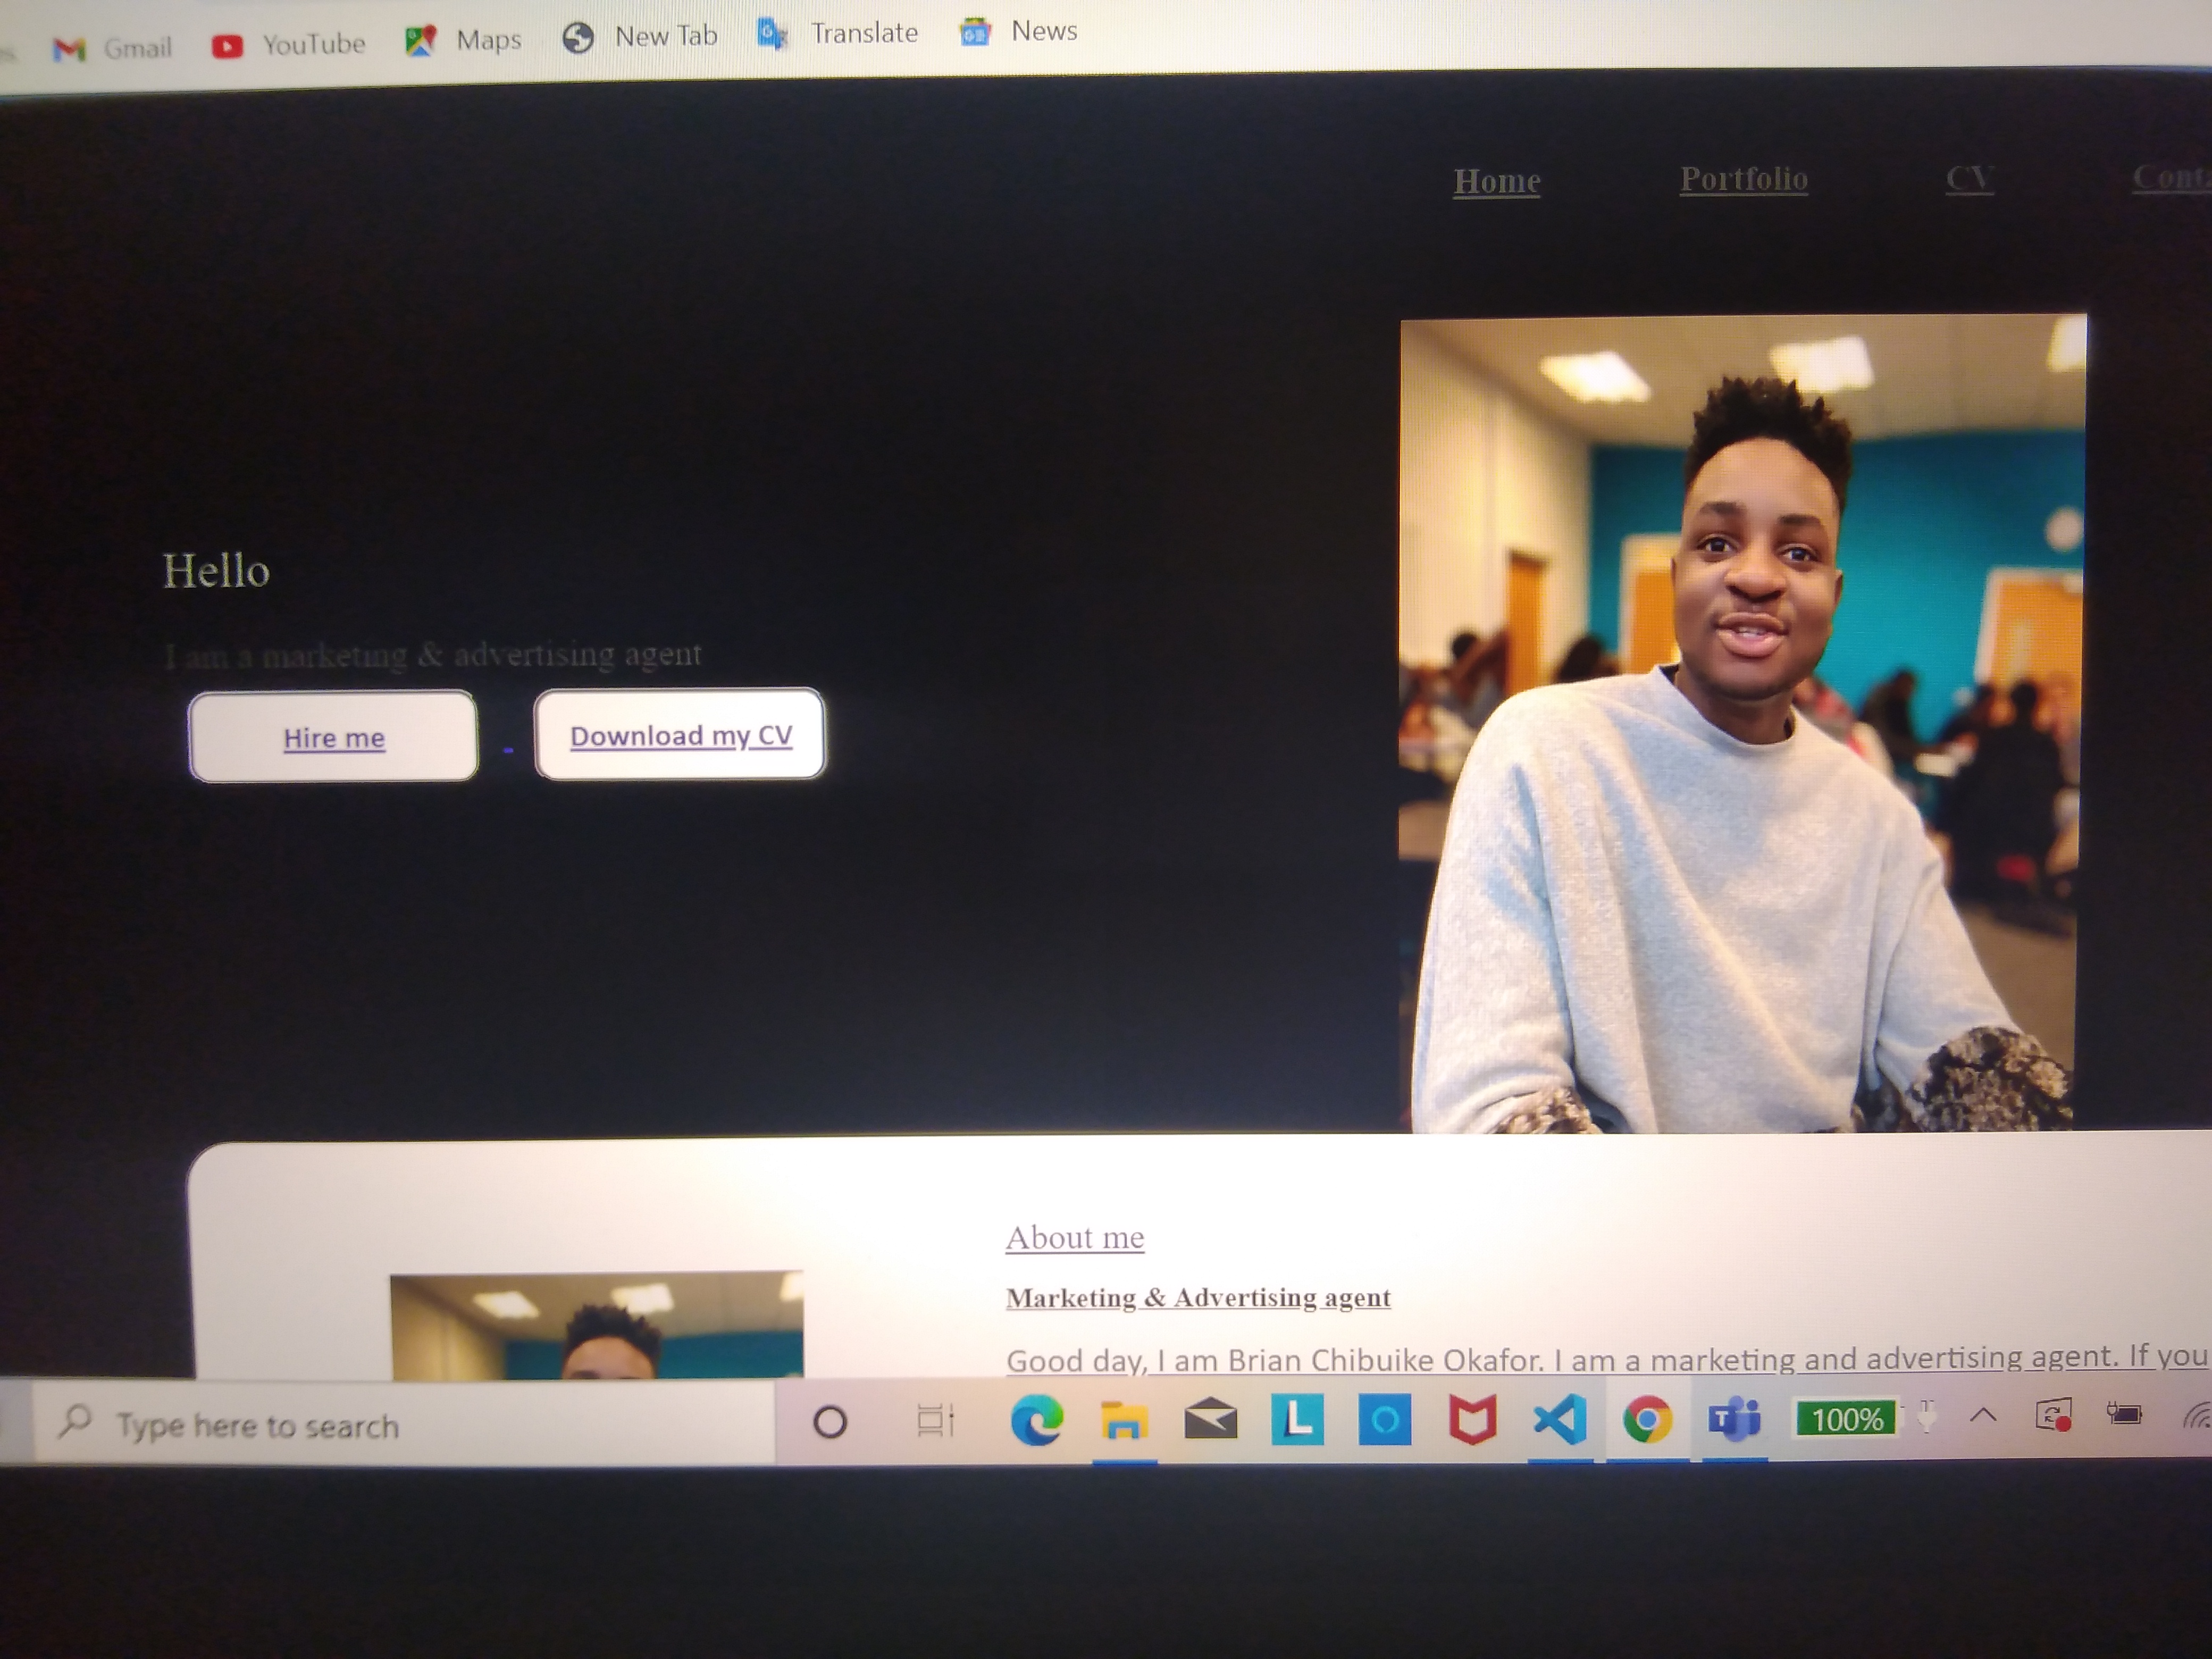 Gmail YouTube Maps New Tab Translate News
Home Portfolio CV
Hello
I am a marketing & advertising agent
Hire me Download my CV
About me
Marketing & Advertising agent
Good day, I am Brian Chibuike Okafor. I am a marketing and advertising agent. If you
Type here to search
L
T
100%